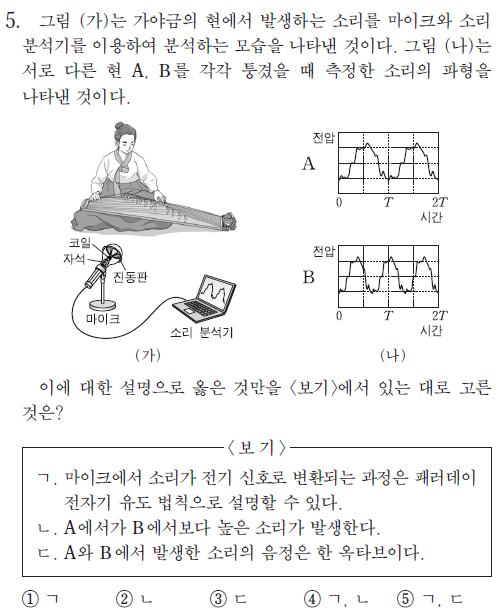 5. 그림 (가)는 가야금의 현에서 발생하는 소리를 마이크와 소리
분석기를 이용하여 분석하는 모습을 나타낸 것이다. 그림 (나)는
서로 다른 현 A, B를 각각 퉁겼을 때 측정한 소리의 파형을
나타낸 것이다.
코일
자석
진동판
마이크
소리 분석기
(가)
전압
A
0 T 2T
시간
전압
B
0 T 2T
시간
(나)
이에 대한 설명으로 옳은 것만을 〈보기〉에서 있는 대로 고른
것은?
〈보 기〉
ㄱ. 마이크에서 소리가 전기 신호로 변환되는 과정은 패러데이
전자기 유도 법칙으로 설명할 수 있다.
ㄴ. A에서가 B에서보다 높은 소리가 발생한다.
ㄷ. A와 B에서 발생한 소리의 음정은 한 옥타브이다.
① ㄱ ② ㄴ ③ ㄷ ④ ㄱ, ㄴ ⑤ ㄱ, ㄷ